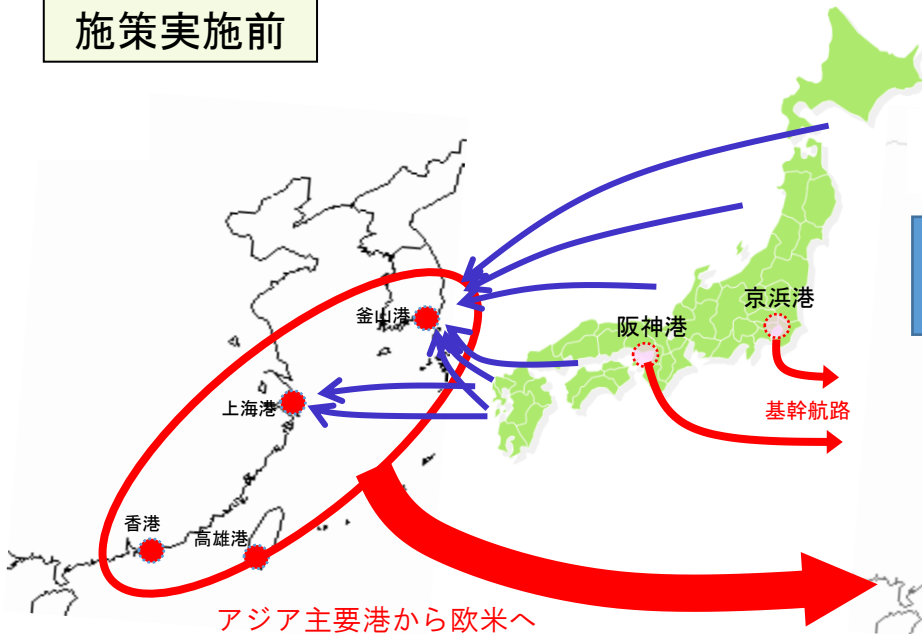 施策実施前
京浜港
阪神港
釜山港
基幹航路
上海港
香港
高雄港
アジア主要港から欧米へ